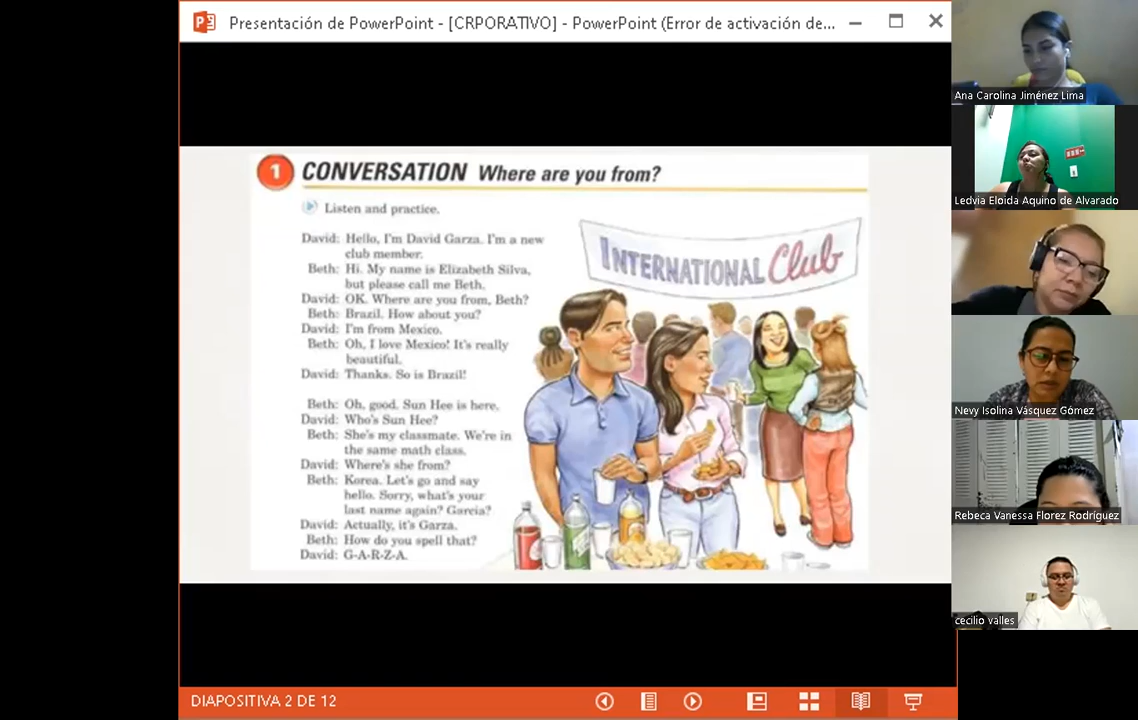 Presentación de PowerPoint - [CRPORATIVO] - PowerPoint (Error de activación de...
1 CONVERSATION Where are you from?
Listen and practice.
David: Hello, I'm David Garza. I'm a new
club member.
Beth: Hi. My name is Elizabeth Silva,
but please call me Beth.
David: OK. Where are you from, Beth?
Beth: Brazil. How about you?
David: I'm from Mexico.
Beth: Oh, I love Mexico! It's really
beautiful.
David: Thanks. So is Brazil!
Beth: Oh, good. Sun Hee is here.
David: Who's Sun Hee?
Beth: She's my classmate. We're in
the same math class.
David: Where's she from?
Beth: Korea. Let's go and say
hello. Sorry, what's your
last name again? Garcia?
David: Actually, it's Garza.
Beth: How do you spell that?
David: G-A-R-Z-A.
INTERNATIONAL Club
DIAPOSITIVA 2 DE 12
Ana Carolina Jiménez Lima
Ledvia Eloida Aquino de Alvarado
Nevy Isolina Vásquez Gómez
Rebeca Vanessa Florez Rodríguez
cecilio valles